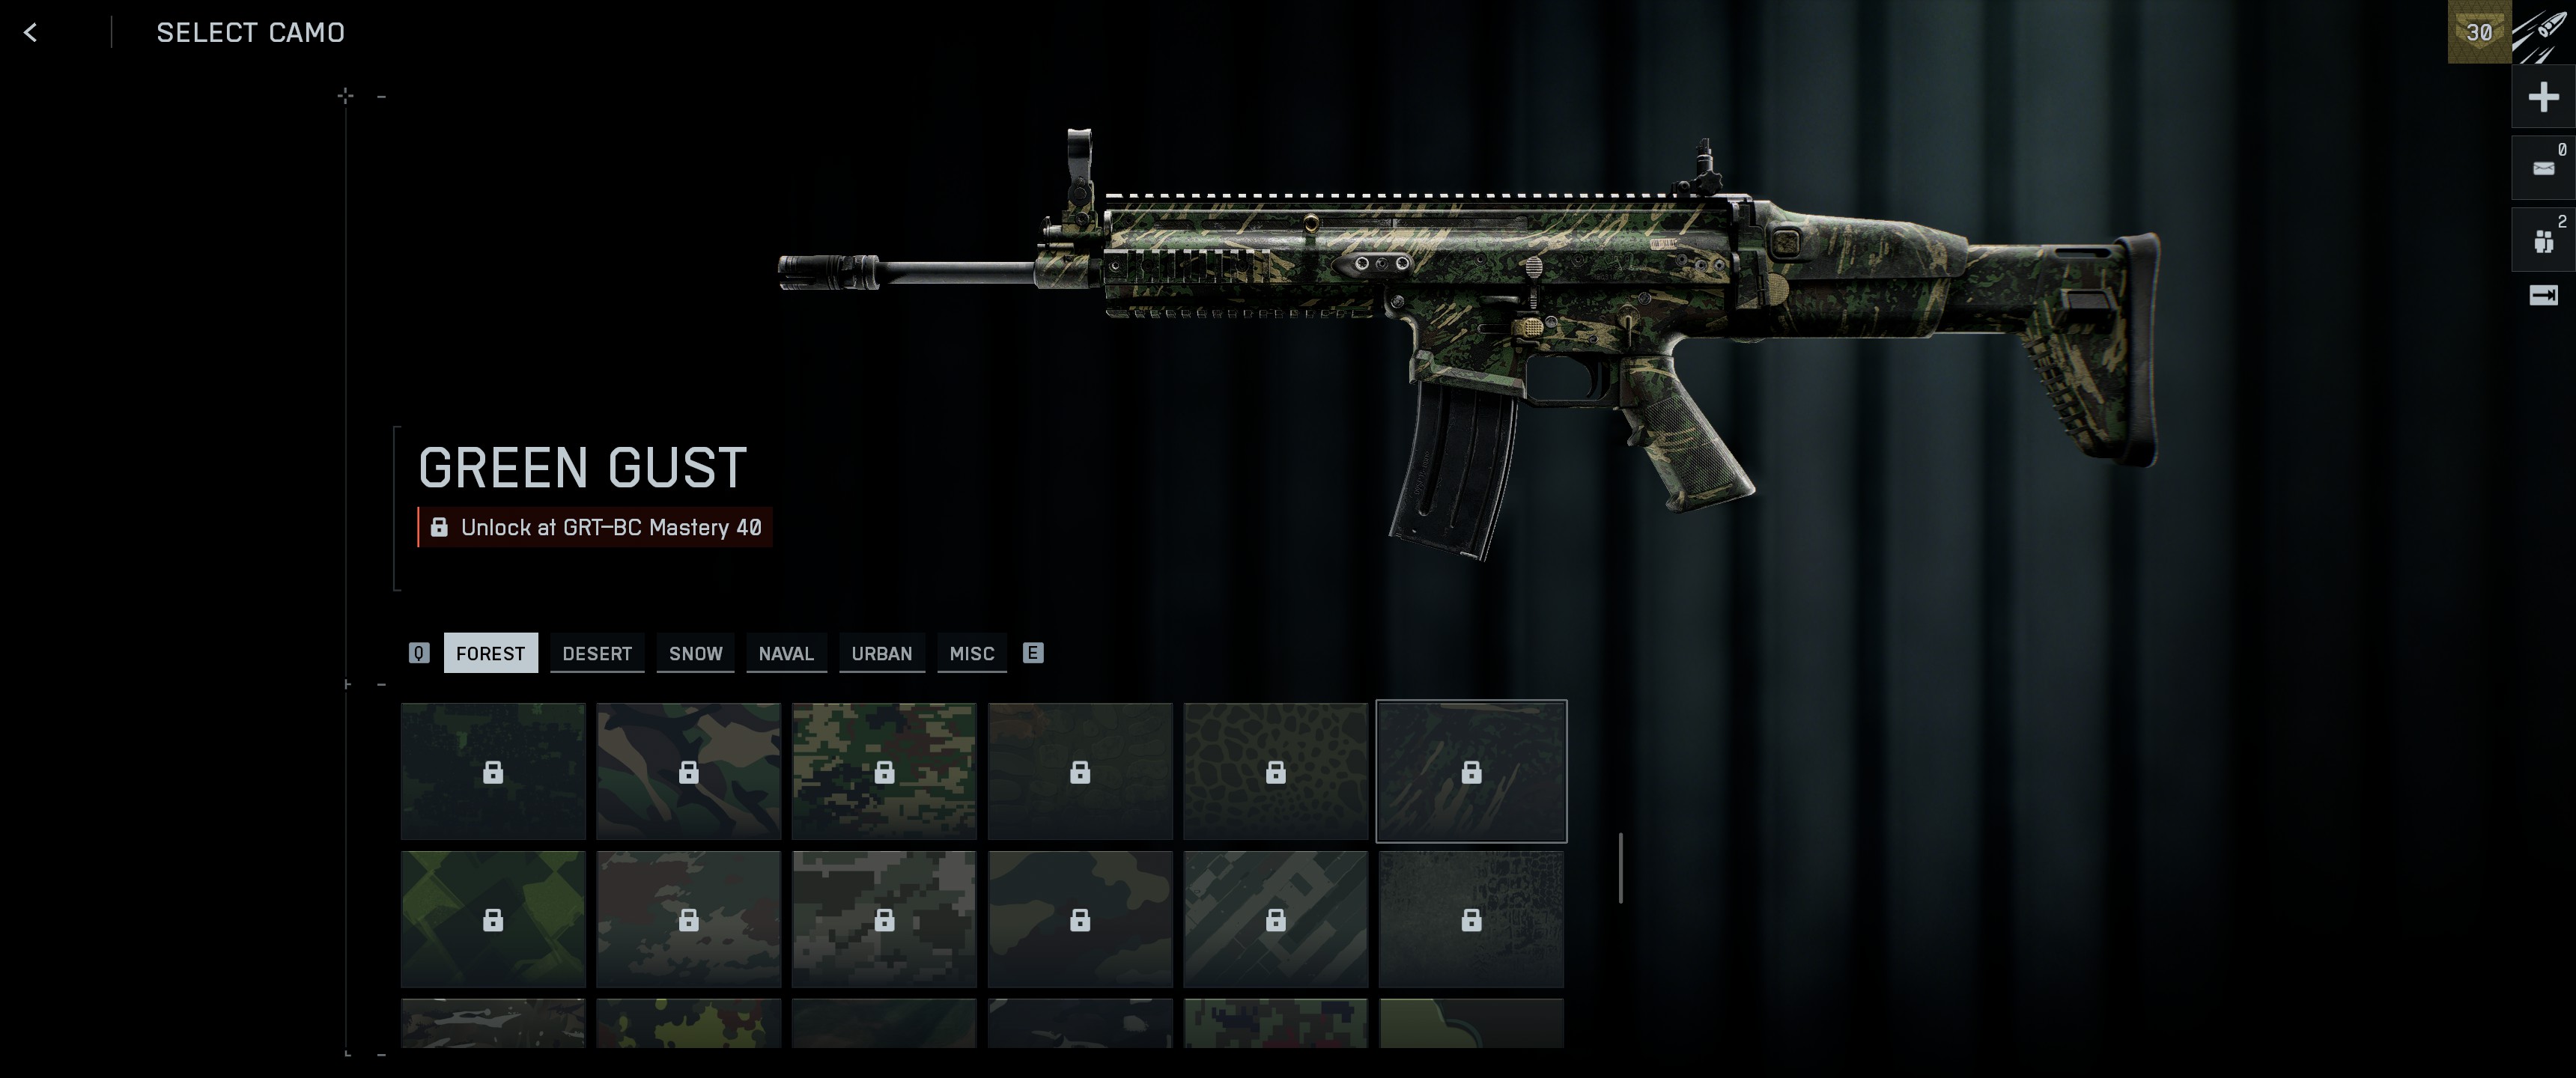 SELECT CAMO
30
0
2
GREEN GUST
Unlock at GRT–BC Mastery 40
Q FOREST DESERT SNOW NAVAL URBAN MISC E